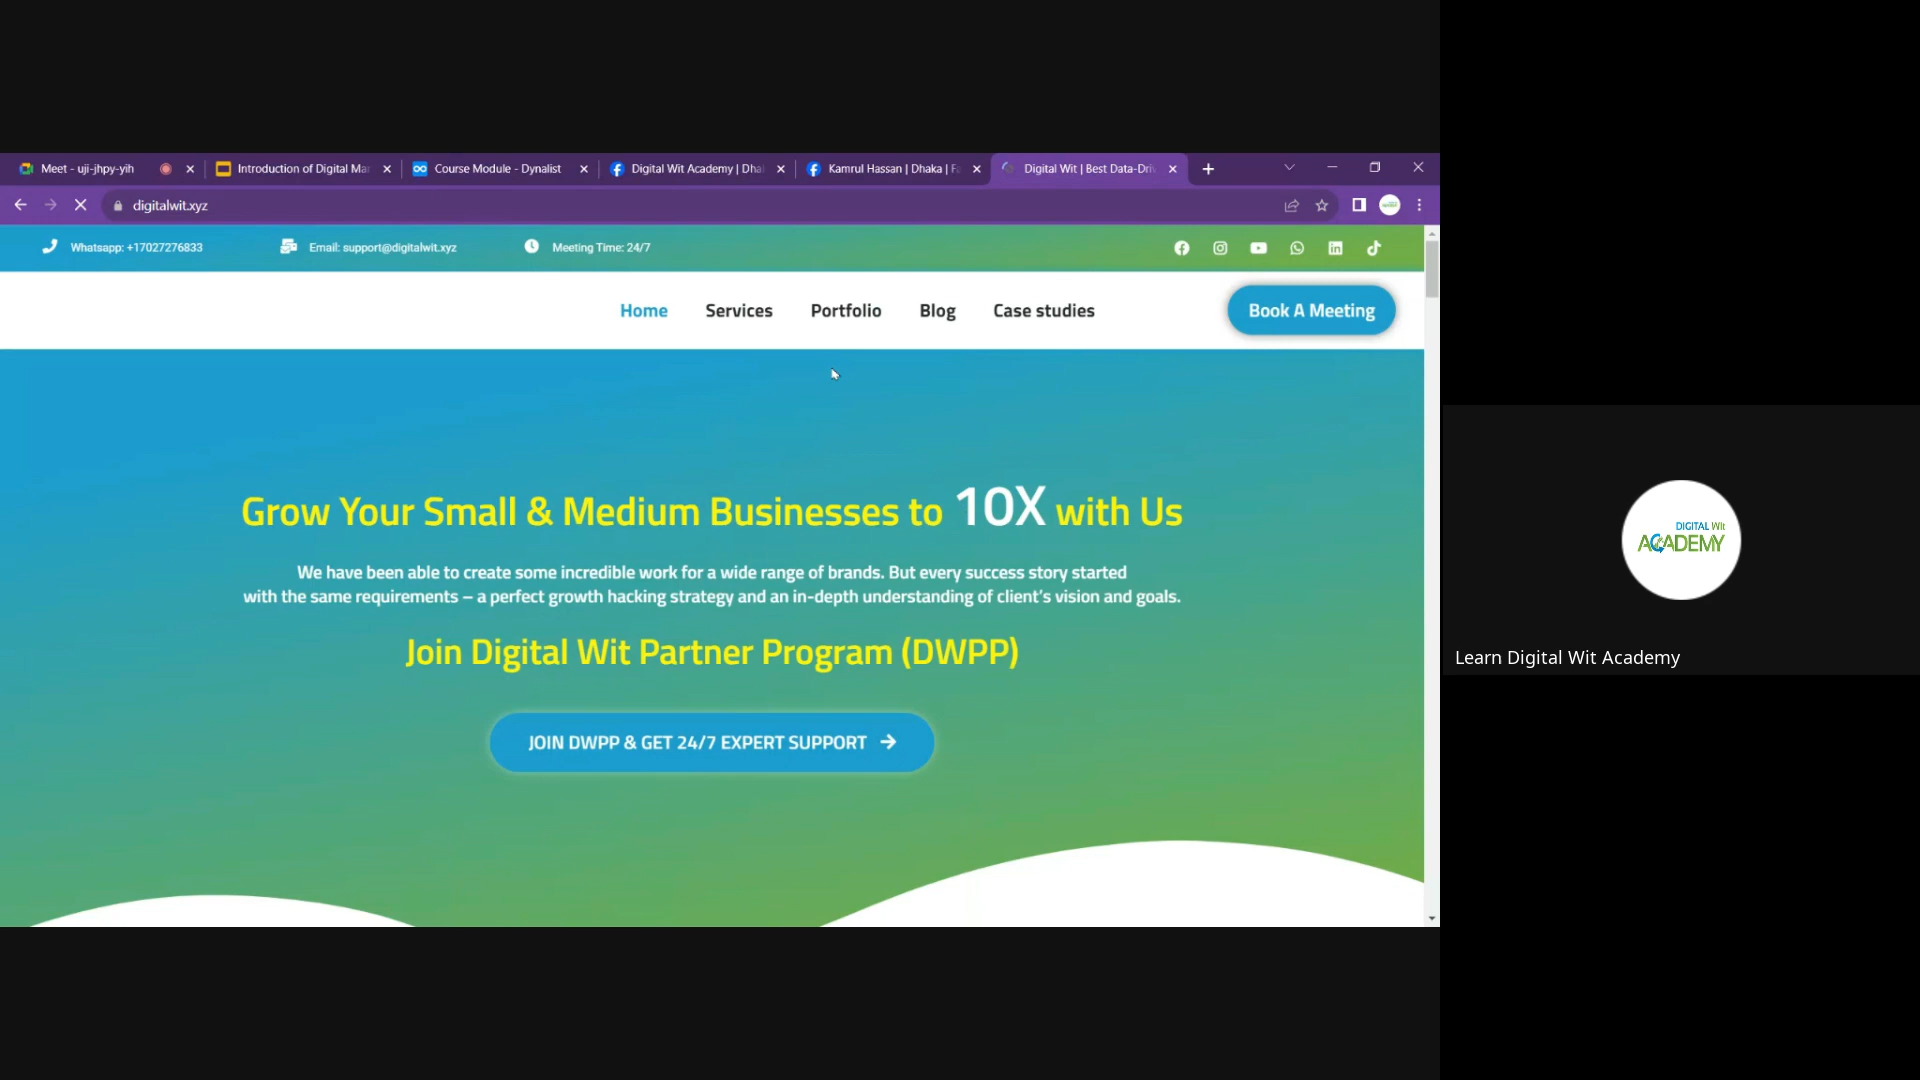 Meet - uji-jhpy-yih
Introduction of Digital Mar
Course Module - Dynalist
Digital Wit Academy | Dha
Kamrul Hassan | Dhaka | Fa
Digital Wit | Best Data-Driv
digitalwit.xyz
Whatsapp: +17027276833
Email: support@digitalwit.xyz
Meeting Time: 24/7
Home
Services
Portfolio
Blog
Case studies
Book A Meeting
Grow Your Small & Medium Businesses to 10X with Us
We have been able to create some incredible work for a wide range of brands. But every success story started
with the same requirements – a perfect growth hacking strategy and an in-depth understanding of client's vision and goals.
Join Digital Wit Partner Program (DWPP)
JOIN DWPP & GET 24/7 EXPERT SUPPORT
DIGITAL Wit
ACADEMY
Learn Digital Wit Academy